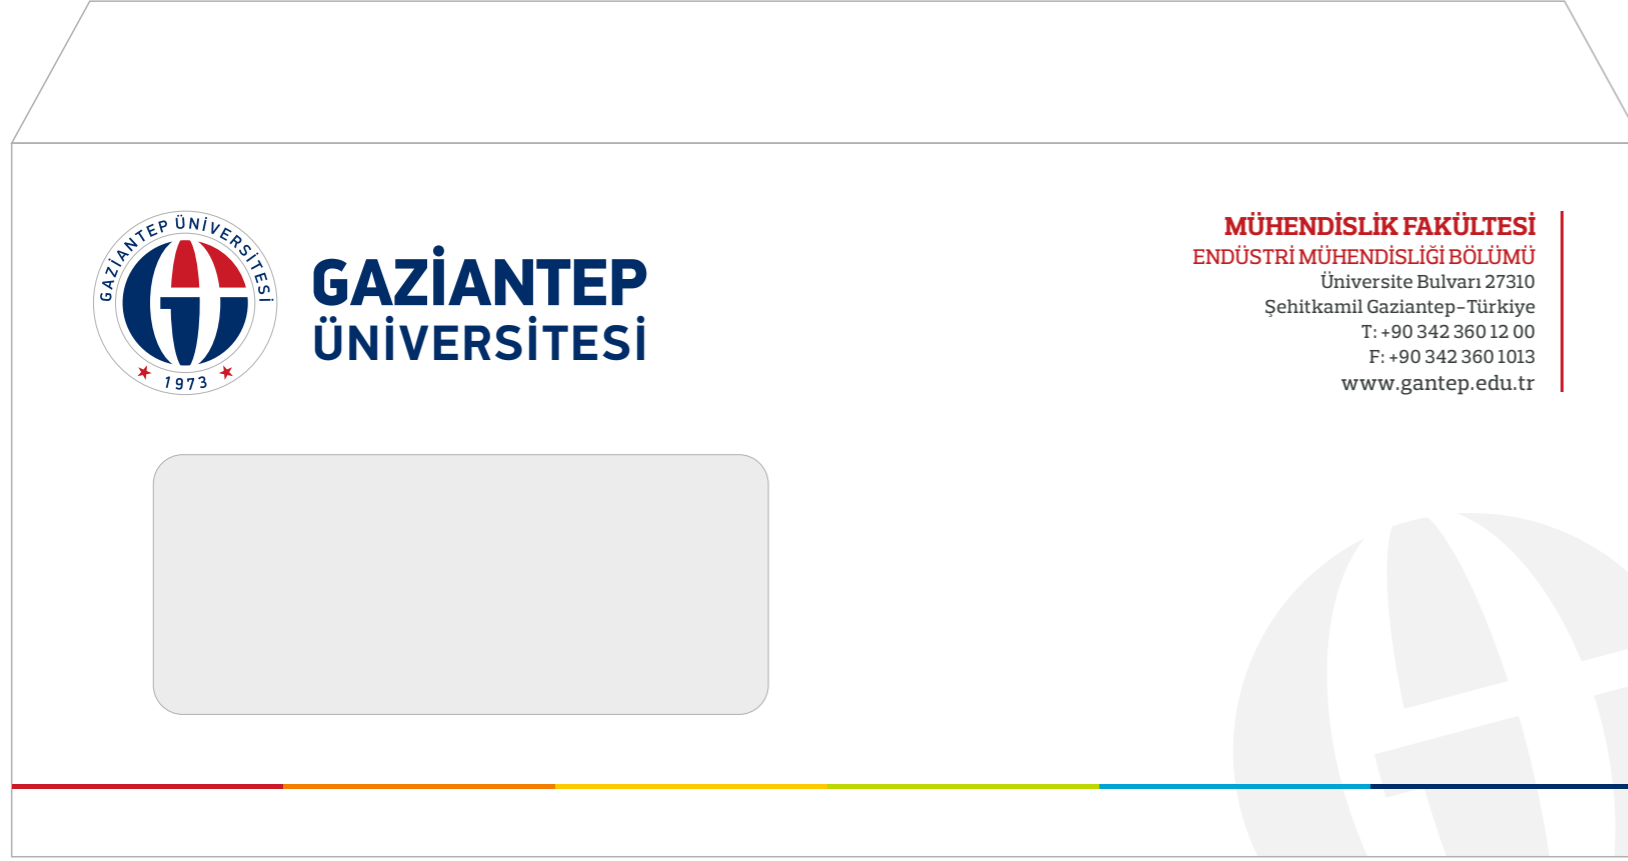 GAZİANTEP ÜNİVERSİTESİ
1973
GAZİANTEP
ÜNİVERSİTESİ
MÜHENDİSLİK FAKÜLTESİ
ENDÜSTRİ MÜHENDİSLİĞİ BÖLÜMÜ
Üniversite Bulvarı 27310
Şehitkamil Gaziantep-Türkiye
T: +90 342 360 12 00
F: +90 342 360 1013
www.gantep.edu.tr